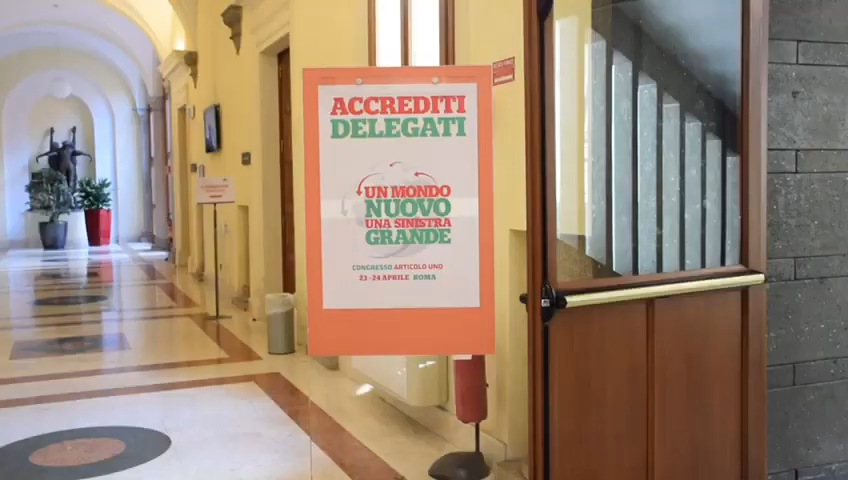 ACCREDITI
DELEGATI
UN MONDO
NUOVO
UNA SINISTRA
GRANDE
CONGRESSO ARTICOLO UNO
23-24 APRILE ROMA